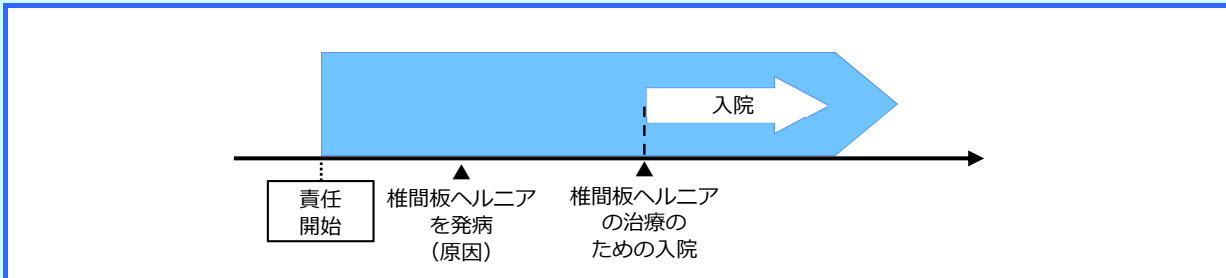 入院
責任
開始
椎間板ヘルニア
を発病
（原因）
椎間板ヘルニア
の治療の
ための入院